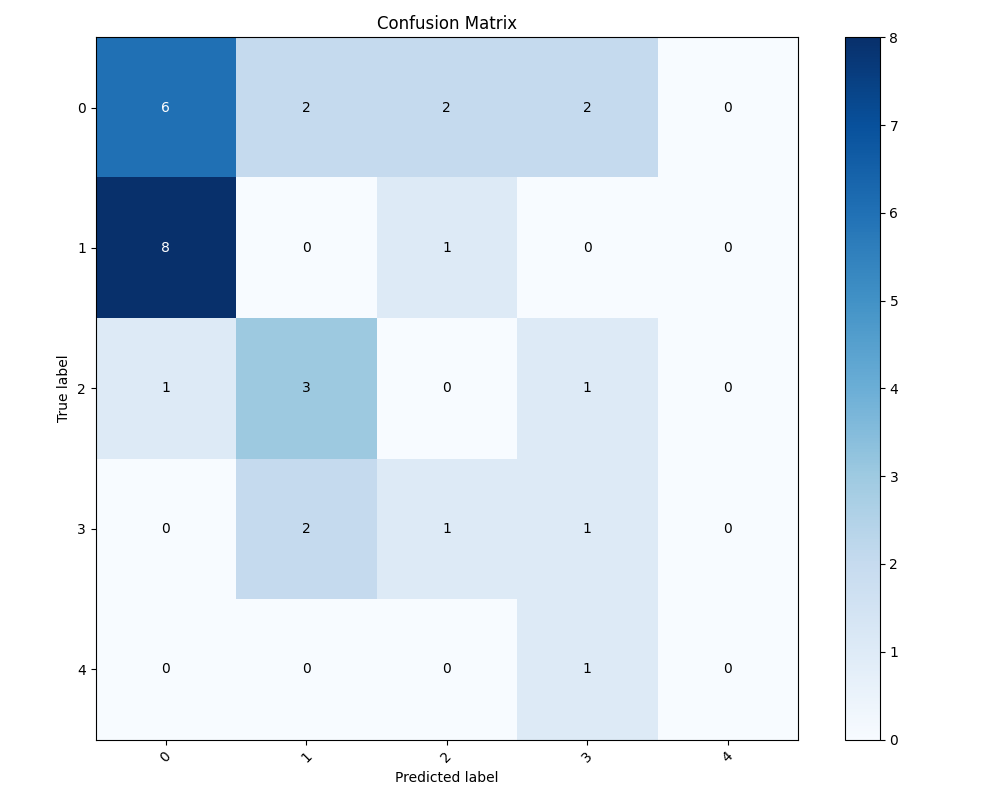 Confusion Matrix
True label
0 6 2 2 2 0
1 8 0 1 0 0
2 1 3 0 1 0
3 0 2 1 1 0
4 0 0 0 1 0
0 1 2 3 4
Predicted label
8
7
6
5
4
3
2
1
0